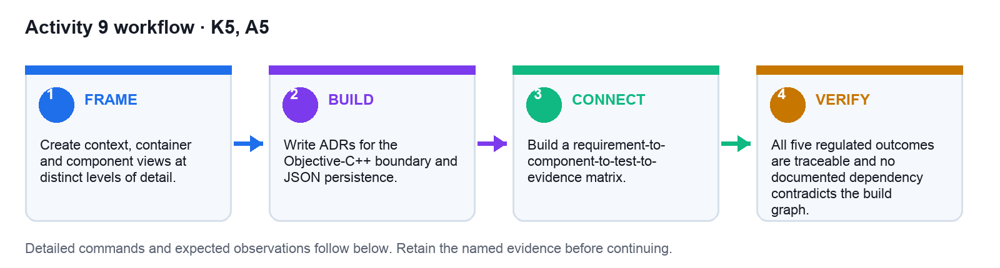 Activity 9 workflow · K5, A5
1
FRAME
Create context, container
and component views at
distinct levels of detail.
2
BUILD
Write ADRs for the
Objective-C++ boundary and
JSON persistence.
3
CONNECT
Build a requirement-to-
component-to-test-to-
evidence matrix.
4
VERIFY
All five regulated outcomes
are traceable and no
documented dependency
contradicts the build
graph.
Detailed commands and expected observations follow below. Retain the named evidence before continuing.